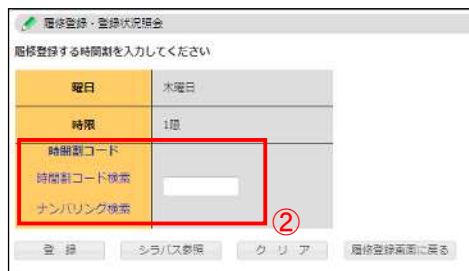 履修登録・登録状況照会
履修登録する時間割を入力してください
曜日 木曜日
時限 1限
時間割コード
時間割コード検索
ナンバリング検索
②
登 録 シラバス参照 ク リ ア 履修登録画面に戻る